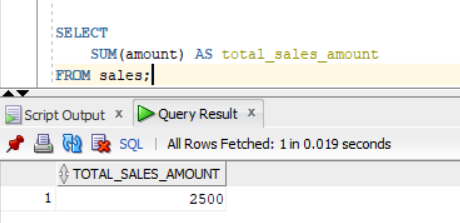 SELECT
SUM(amount) AS total_sales_amount
FROM sales;
Script Output x Query Result x
SQL | All Rows Fetched: 1 in 0.019 seconds
TOTAL_SALES_AMOUNT
1 2500